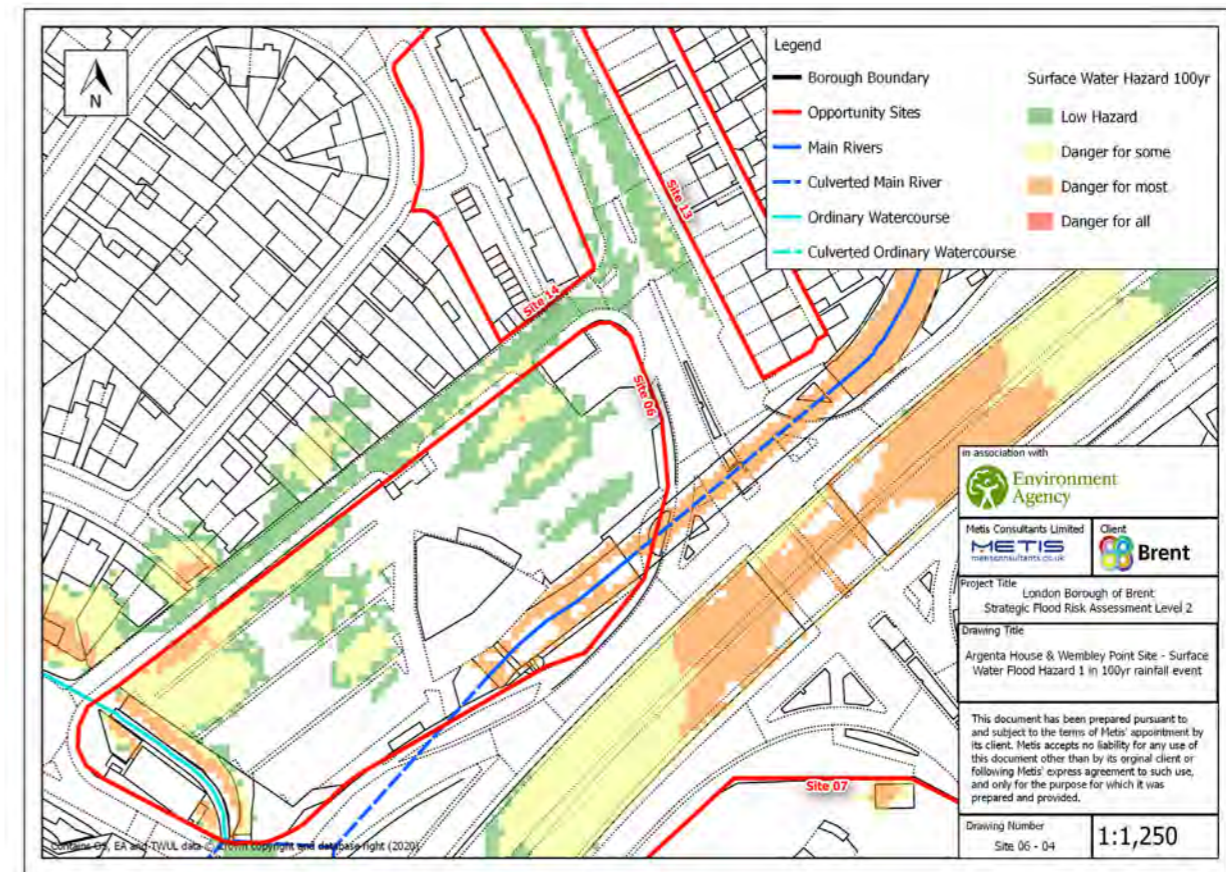 N
Legend
Borough Boundary
Opportunity Sites
Main Rivers
Culverted Main River
Ordinary Watercourse
Culverted Ordinary Watercourse
Surface Water Hazard 100yr
Low Hazard
Danger for some
Danger for most
Danger for all
Site 13
Site 14
Site 06
Site 07
in association with
Environment
Agency
Metis Consultants Limited
METIS
metisconsultants.co.uk
Client
Brent
Project Title
London Borough of Brent
Strategic Flood Risk Assessment Level 2
Drawing Title
Argenta House & Wembley Point Site - Surface
Water Flood Hazard 1 in 100yr rainfall event
This document has been prepared pursuant to
and subject to the terms of Metis' appointment by
its client. Metis accepts no liability for any use of
this document other than by its orginal client or
following Metis' express agreement to such use,
and only for the purpose for which it was
prepared and provided.
Drawing Number
Site 06 - 04
1:1,250
Contains OS, EA and TWUL data © Crown copyright and database right (2020)